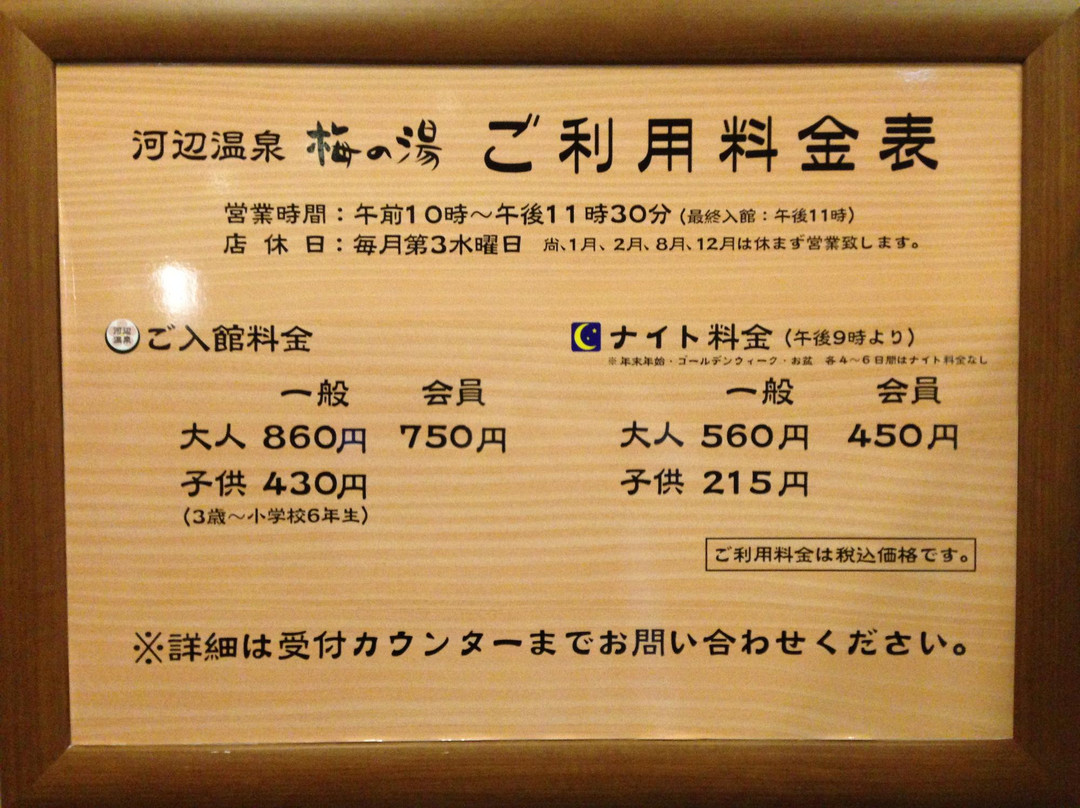 河辺温泉 梅の湯 ご利用料金表
営業時間：午前10時～午後11時30分（最終入館：午後11時）
店休日：毎月第3水曜日 尚、1月、2月、8月、12月は休まず営業致します。
河辺温泉 ご入館料金
一般 会員
大人 860円 750円
子供 430円
（3歳～小学校6年生）
ナイト料金（午後9時より）
※年末年始・ゴールデンウィーク・お盆 各4～6日間はナイト料金なし
一般 会員
大人 560円 450円
子供 215円
ご利用料金は税込価格です。
※詳細は受付カウンターまでお問い合わせください。